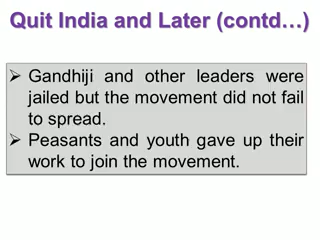 Quit India and Later (contd…)
➢ Gandhiji and other leaders were
jailed but the movement did not fail
to spread.
➢ Peasants and youth gave up their
work to join the movement.